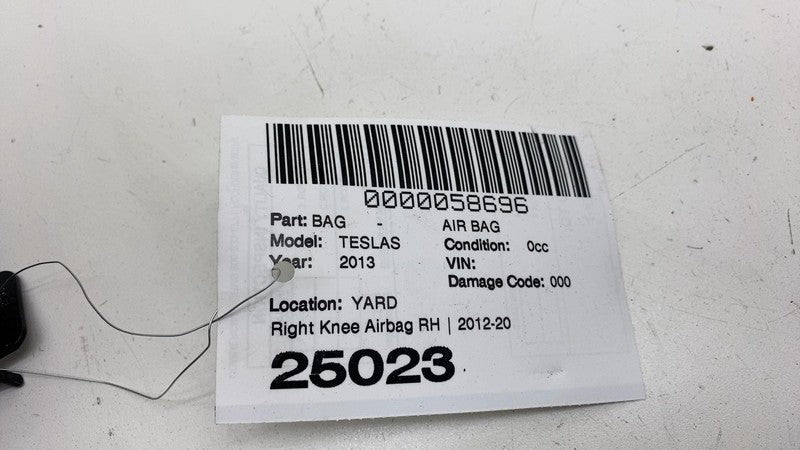 0000058696
Part: BAG - AIR BAG
Model: TESLAS Condition: 0cc
Year: 2013 VIN:
Damage Code: 000
Location: YARD
Right Knee Airbag RH | 2012-20
25023